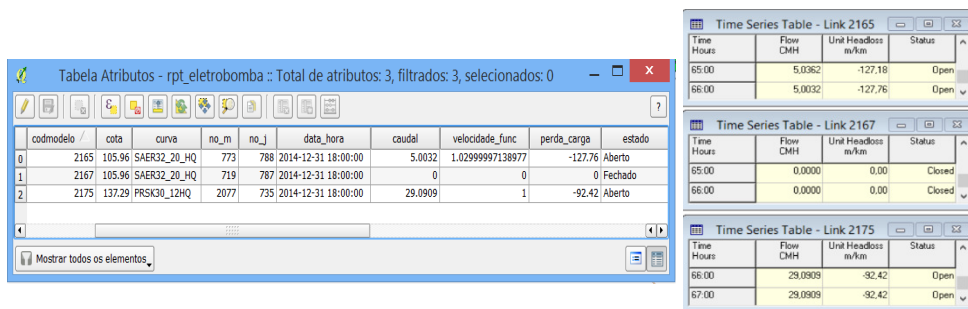 Tabela Atributos - rpt_eletrobomba :: Total de atributos: 3, filtrados: 3, selecionados: 0
codmodelo cota curva no_m no_j data_hora caudal velocidade_func perda_carga estado
0 2165 105.96 SAER32_20_HQ 773 788 2014-12-31 18:00:00 5.0032 1.02999997138977 -127.76 Aberto
1 2167 105.96 SAER32_20_HQ 719 787 2014-12-31 18:00:00 0 0 0 Fechado
2 2175 137.29 PRSK30_12HQ 2077 735 2014-12-31 18:00:00 29.0909 1 -92.42 Aberto
Mostrar todos os elementos
Time Series Table - Link 2165
Time Hours Flow CMH Unit Headloss m/km Status
65:00 5,0362 -127,18 Open
66:00 5,0032 -127,76 Open
Time Series Table - Link 2167
Time Hours Flow CMH Unit Headloss m/km Status
65:00 0,0000 0,00 Closed
66:00 0,0000 0,00 Closed
Time Series Table - Link 2175
Time Hours Flow CMH Unit Headloss m/km Status
66:00 29,0909 -92,42 Open
67:00 29,0909 -92,42 Open